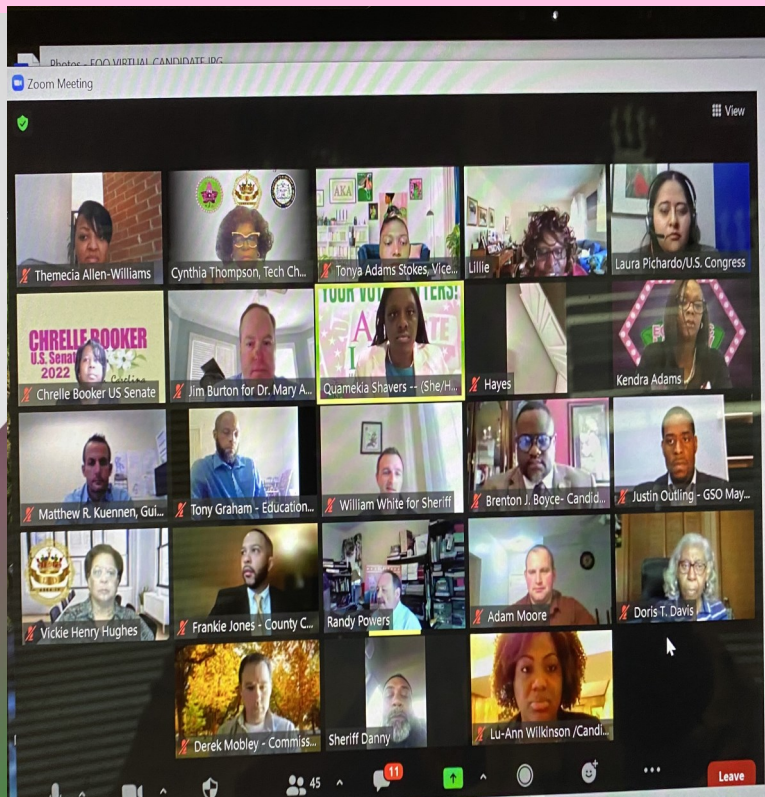 Photos - EOO VIRTUAL CANDIDATE.JPG
Zoom Meeting
View
Themecia Allen-Williams
Cynthia Thompson, Tech Ch...
AKA
Tonya Adams Stokes, Vice...
Lillie
Laura Pichardo/U.S. Congress
CHRELLE BOOKER
U.S. Senate
2022
Chrelle Booker US Senate
Jim Burton for Dr. Mary A...
YOUR VOTE MATTERS!
Quamekia Shavers -- (She/H...
Hayes
Kendra Adams
Matthew R. Kuennen, Gui...
Tony Graham - Education...
William White for Sheriff
Brenton J. Boyce- Candid...
Justin Outling - GSO May...
Vickie Henry Hughes
Frankie Jones - County C...
Randy Powers
Adam Moore
Doris T. Davis
Derek Mobley - Commiss...
Sheriff Danny
Lu-Ann Wilkinson /Candi...
45
11
Leave